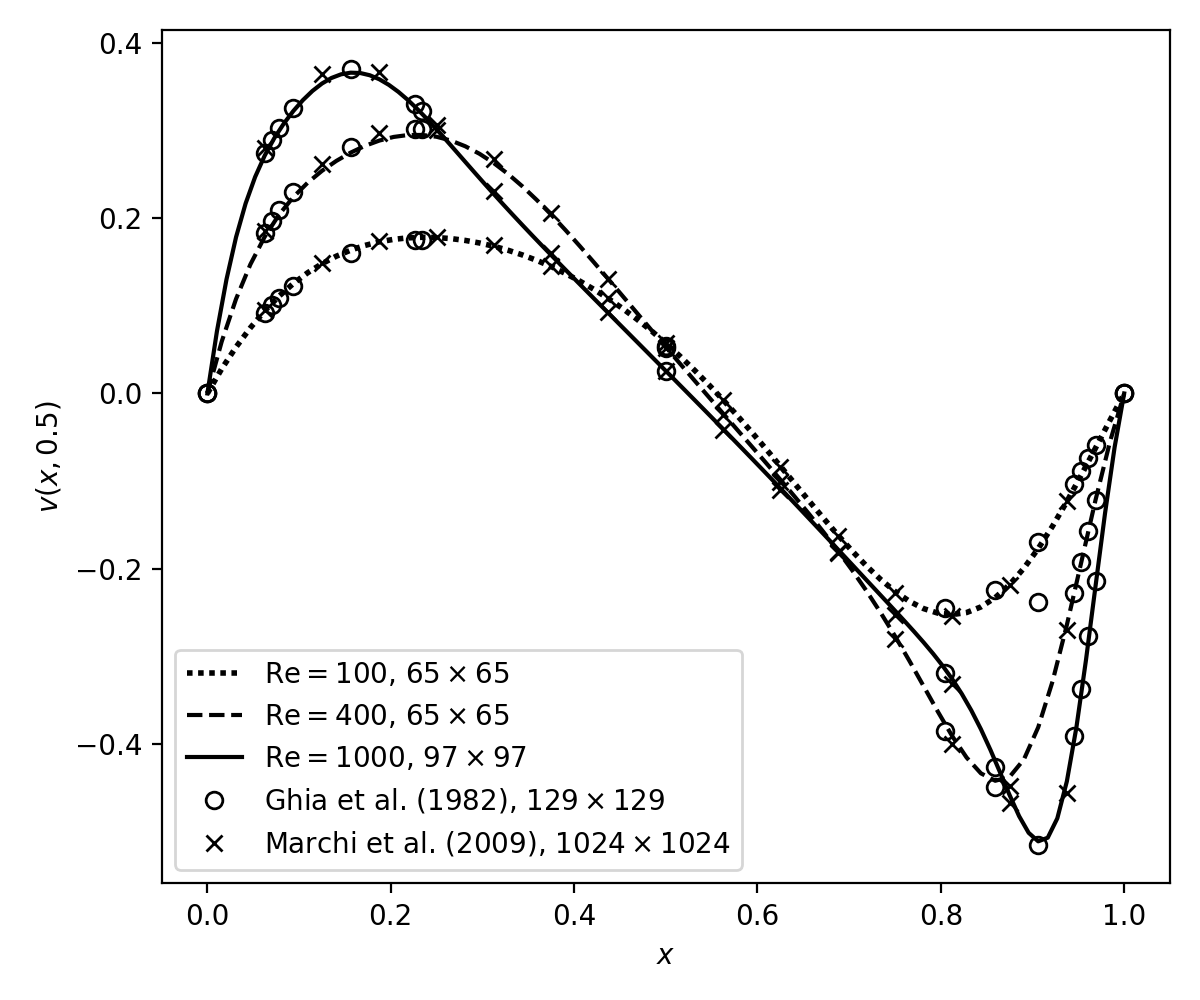 0.4
0.2
0.0
−0.2
−0.4
v(x, 0.5)
Re = 100, 65 × 65
Re = 400, 65 × 65
Re = 1000, 97 × 97
Ghia et al. (1982), 129 × 129
Marchi et al. (2009), 1024 × 1024
0.0 0.2 0.4 0.6 0.8 1.0
x